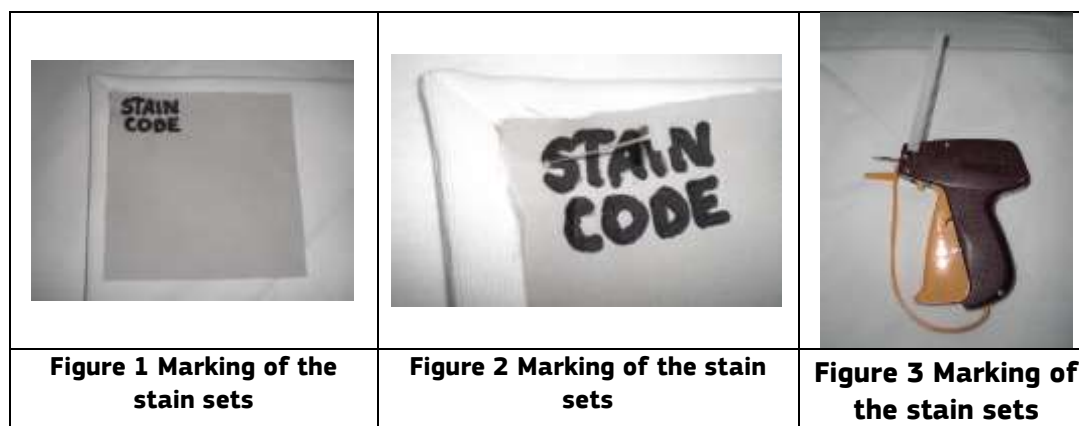 STAIN
CODE
STAIN
CODE
Figure 1 Marking of the
stain sets
Figure 2 Marking of the stain
sets
Figure 3 Marking of
the stain sets